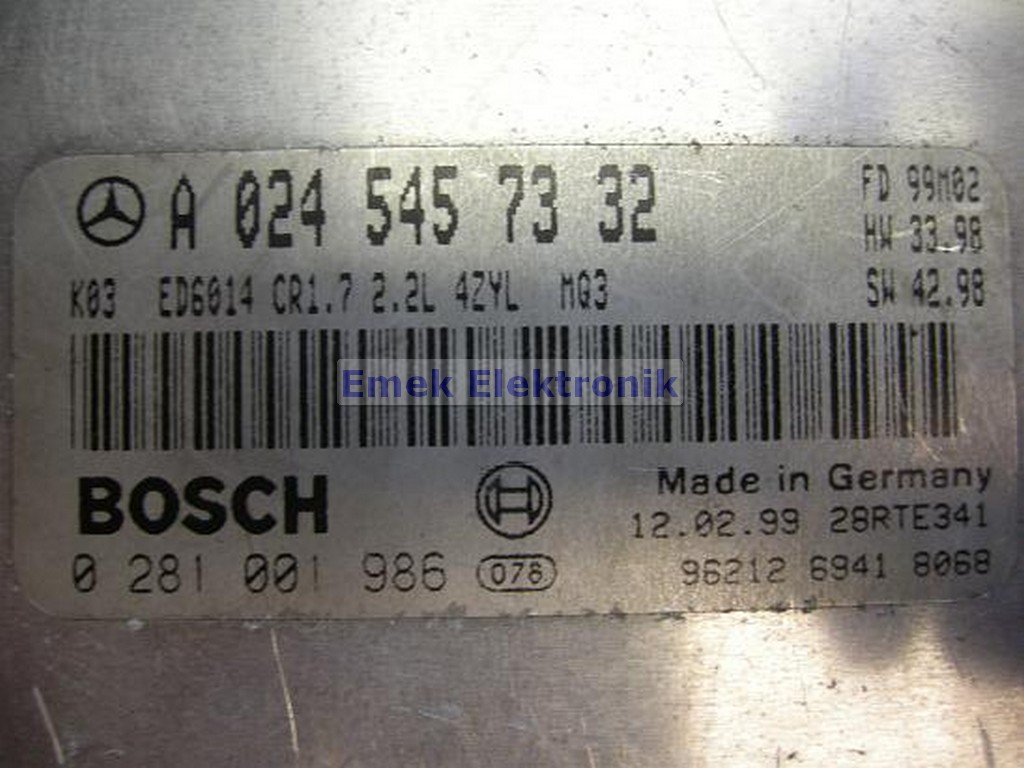 A 024 545 73 32
FD 99M02
HW 33.98
K03 ED6014 CR1.7 2.2L 4ZYL MQ3
SW 42.98
Emek Elektronik
BOSCH
Made in Germany
12.02.99 28RTE341
0 281 001 986 078
96212 6941 8068